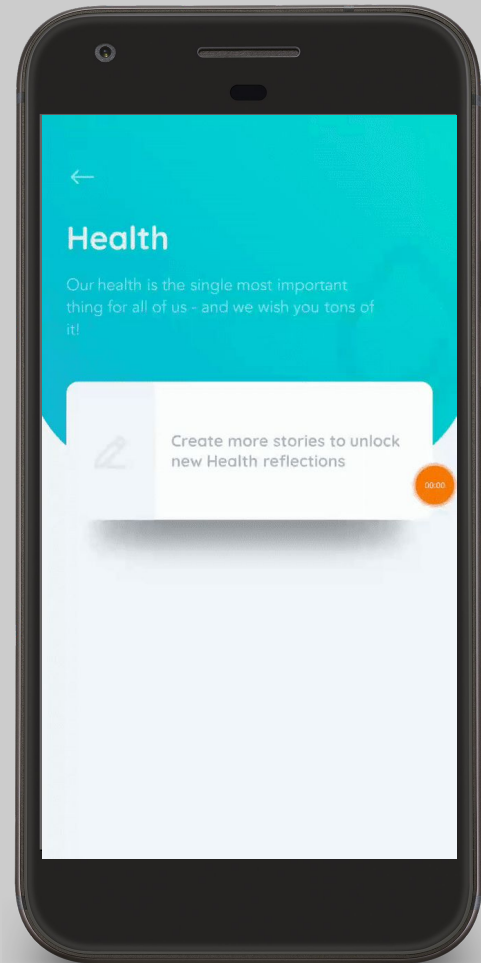 Health
Our health is the single most important
thing for all of us - and we wish you tons of
it!
Create more stories to unlock
new Health reflections
00:00